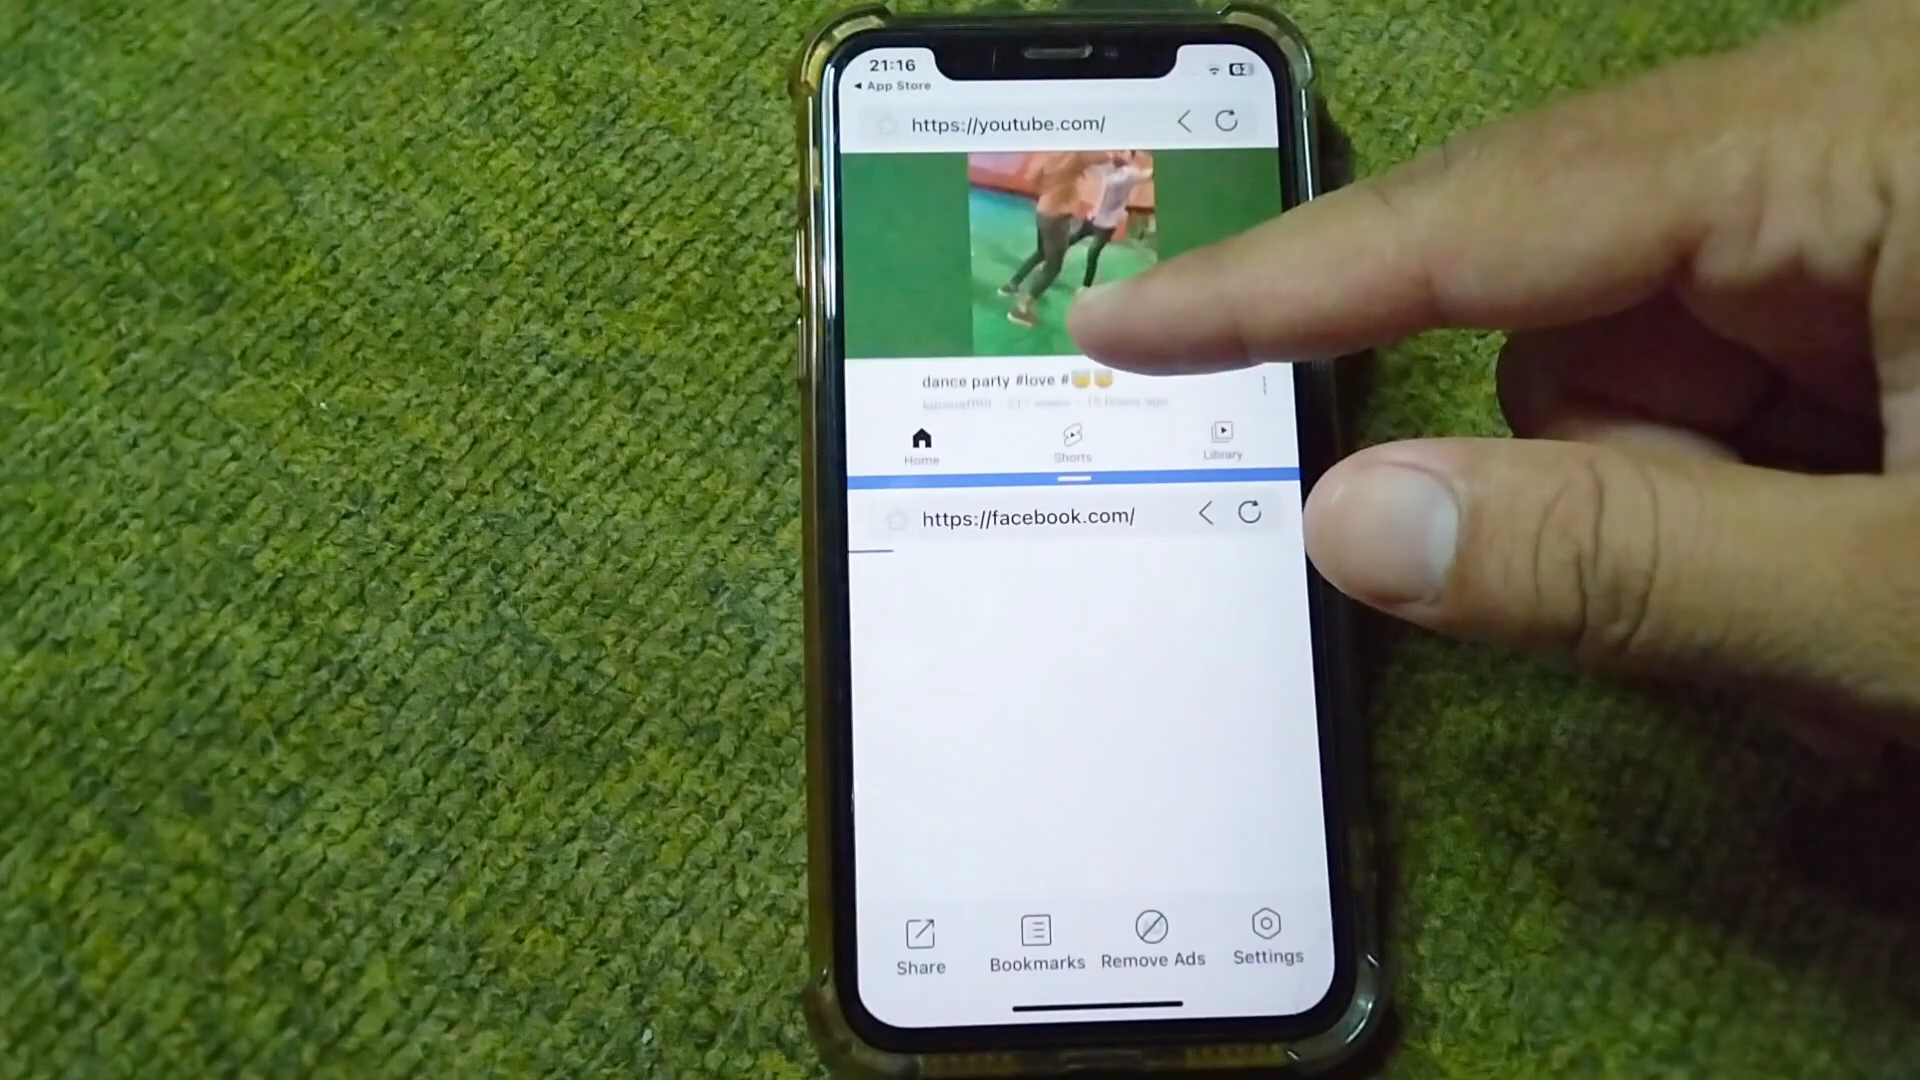 21:16
◂ App Store
https://youtube.com/
dance party #love #😇😇
Home
Shorts
Library
https://facebook.com/
Share
Bookmarks
Remove Ads
Settings